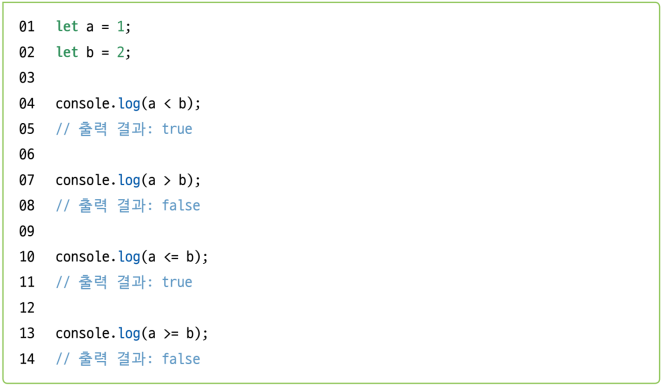 01 let a = 1;
02 let b = 2;
03
04 console.log(a < b);
05 // 출력 결과: true
06
07 console.log(a > b);
08 // 출력 결과: false
09
10 console.log(a <= b);
11 // 출력 결과: true
12
13 console.log(a >= b);
14 // 출력 결과: false